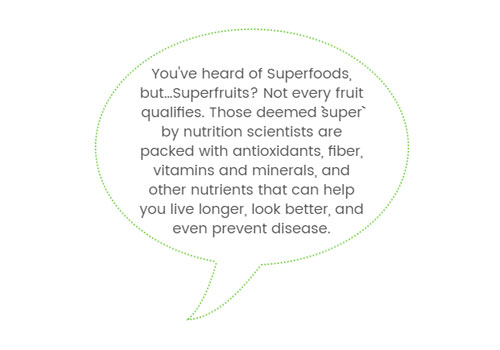 You've heard of Superfoods,
but...Superfruits? Not every fruit
qualifies. Those deemed `super`
by nutrition scientists are
packed with antioxidants, fiber,
vitamins and minerals, and
other nutrients that can help
you live longer, look better, and
even prevent disease.